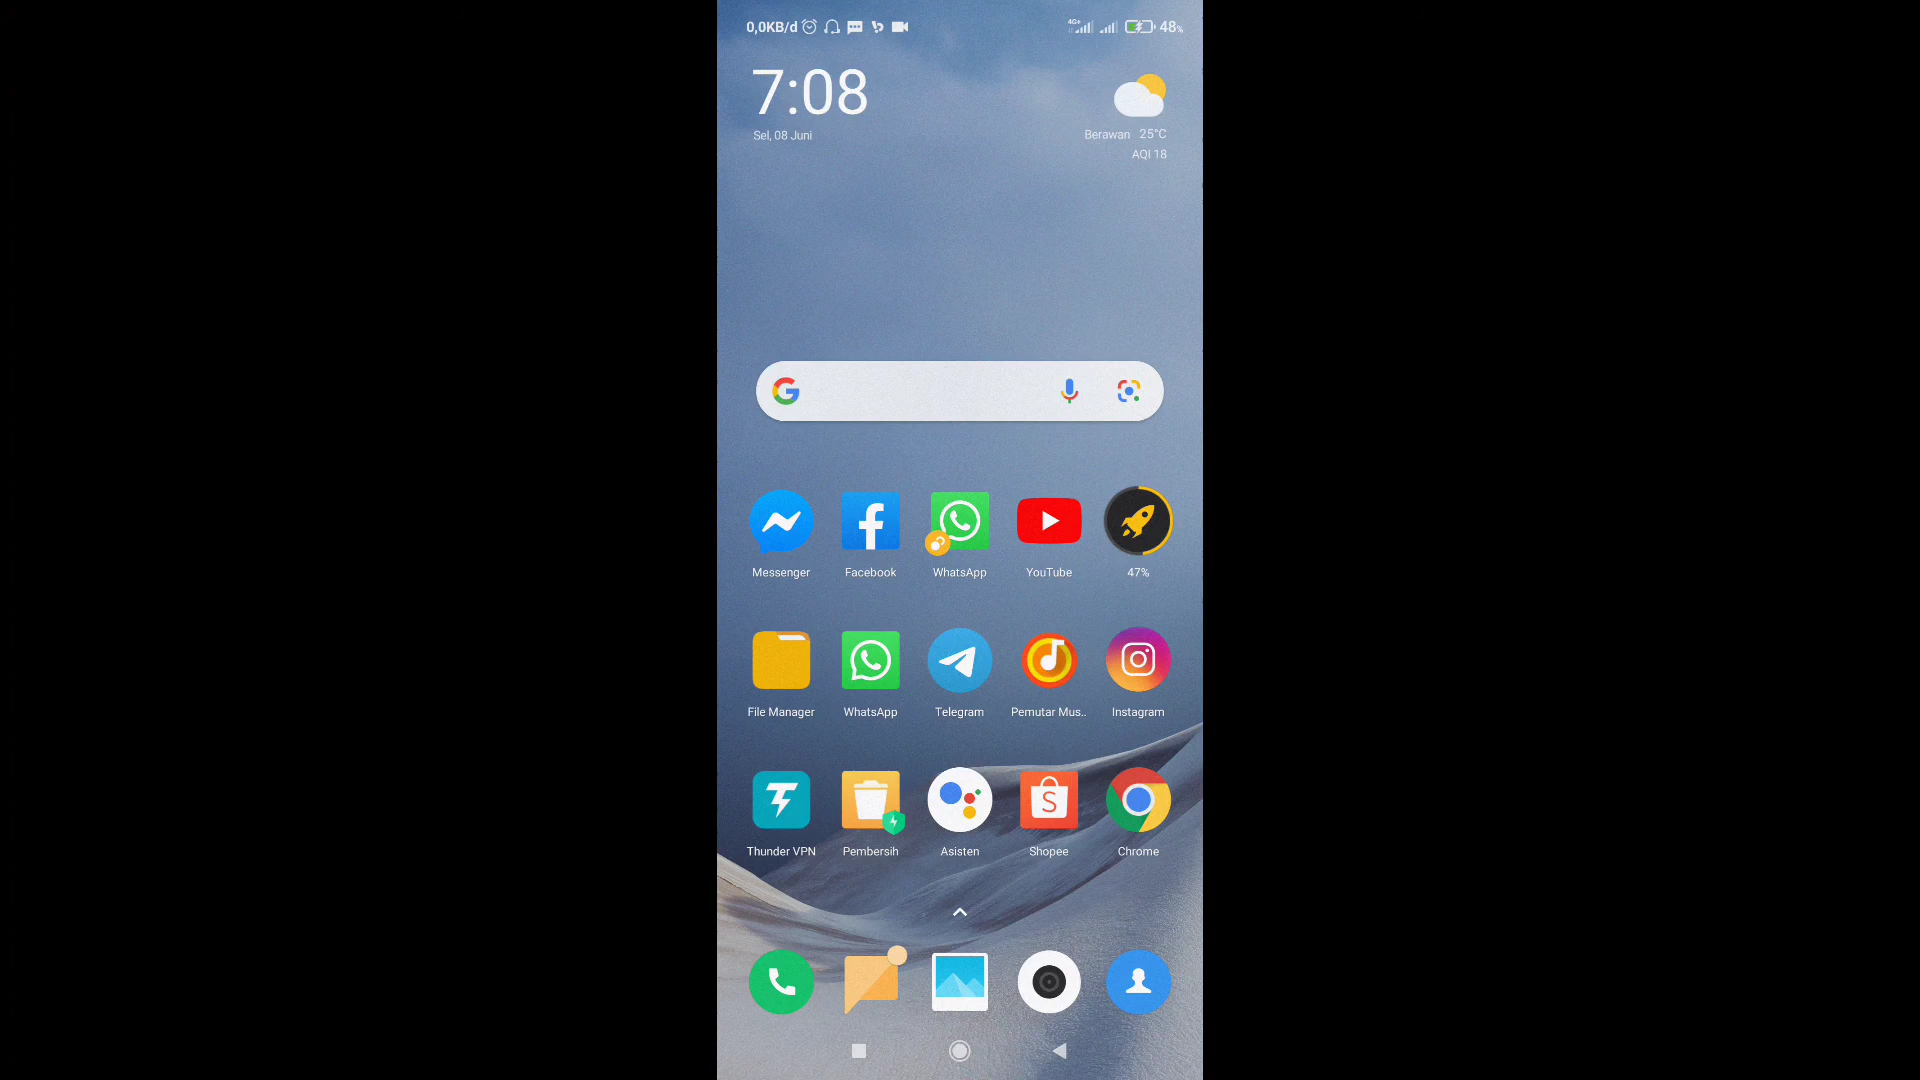 0,0KB/d
4G+
48%
7:08
Sel, 08 Juni
Berawan 25°C
AQI 18
Messenger
Facebook
WhatsApp
YouTube
47%
File Manager
WhatsApp
Telegram
Pemutar Mus..
Instagram
Thunder VPN
Pembersih
Asisten
Shopee
Chrome